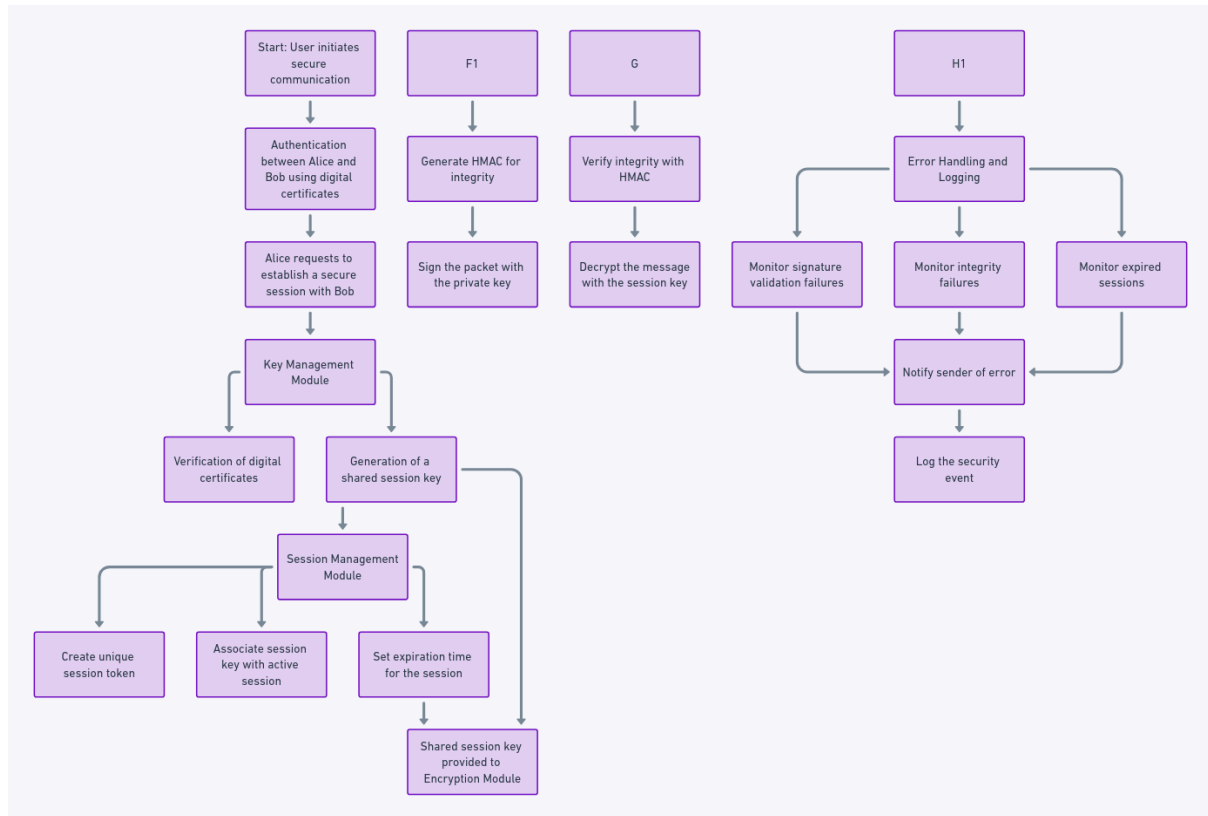 Start: User initiates
secure
communication
F1
G
H1
Authentication
between Alice and
Bob using digital
certificates
Generate HMAC for
integrity
Verify integrity with
HMAC
Error Handling and
Logging
Alice requests to
establish a secure
session with Bob
Sign the packet with
the private key
Decrypt the message
with the session key
Monitor signature
validation failures
Monitor integrity
failures
Monitor expired
sessions
Key Management
Module
Notify sender of error
Verification of digital
certificates
Generation of a
shared session key
Log the security
event
Session Management
Module
Create unique
session token
Associate session
key with active
session
Set expiration time
for the session
Shared session key
provided to
Encryption Module